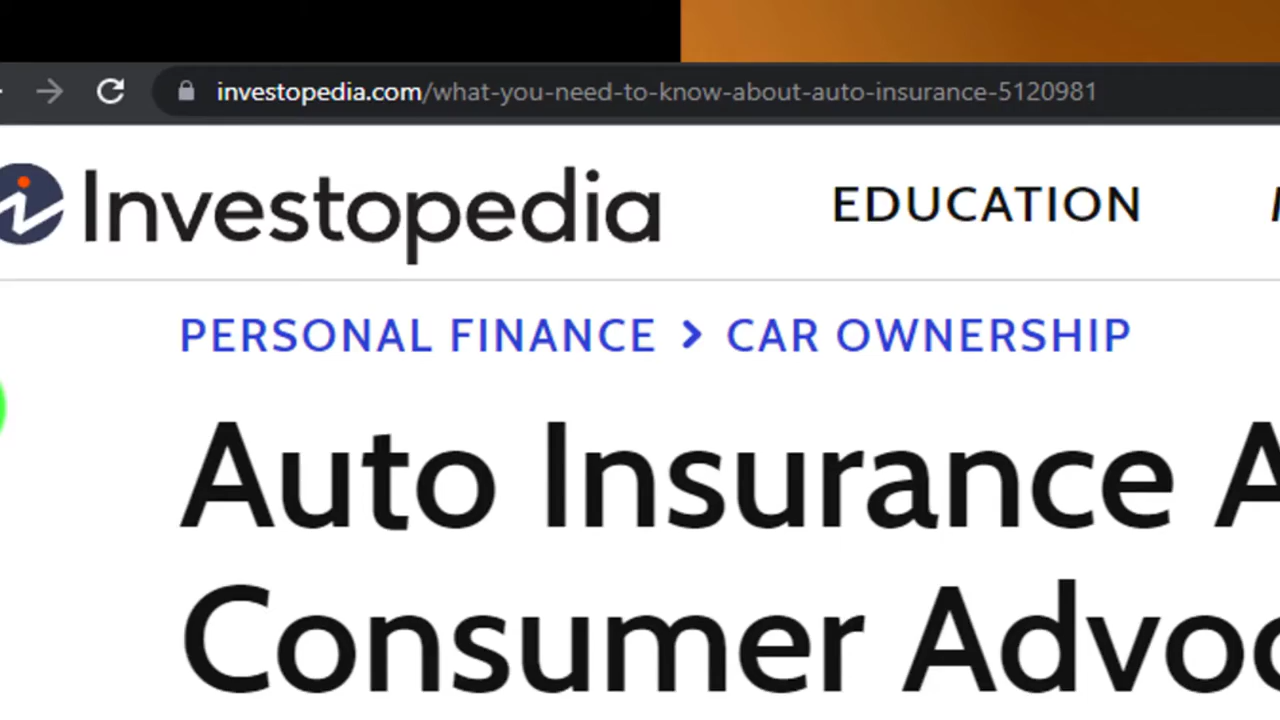 investopedia.com/what-you-need-to-know-about-auto-insurance-5120981
Investopedia
EDUCATION
PERSONAL FINANCE > CAR OWNERSHIP
Auto Insurance
Consumer